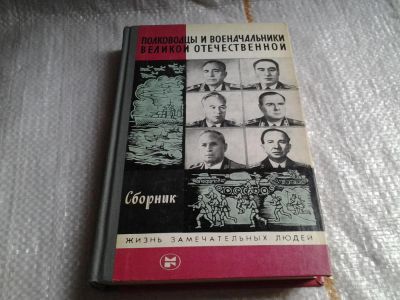 ПОЛКОВОДЦЫ И ВОЕНАЧАЛЬНИКИ
ВЕЛИКОЙ ОТЕЧЕСТВЕННОЙ
Сборник
ЖИЗНЬ ЗАМЕЧАТЕЛЬНЫХ ЛЮДЕЙ